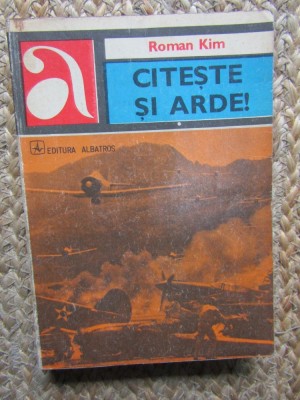 a
Roman Kim
CITEȘTE
ȘI ARDE!
EDITURA ALBATROS